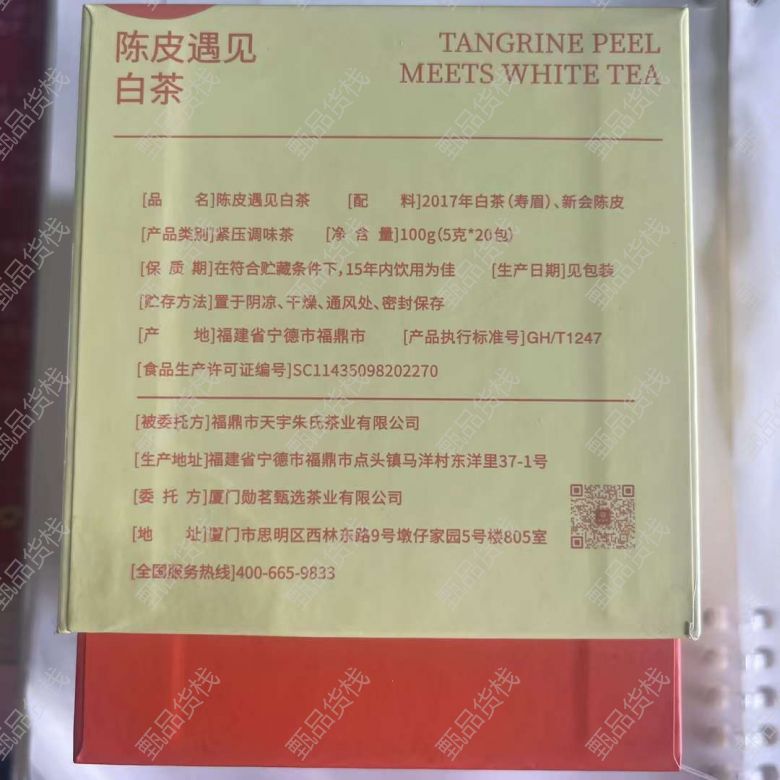 陈皮遇见
白茶
TANGRINE PEEL
MEETS WHITE TEA
[品 名]陈皮遇见白茶 [配 料]2017年白茶(寿眉)、新会陈皮
[产品类别]紧压调味茶 [净 含 量]100g(5克*20包)
[保 质 期]在符合贮藏条件下,15年内饮用为佳 [生产日期]见包装
[贮存方法]置于阴凉、干燥、通风处、密封保存
[产 地]福建省宁德市福鼎市 [产品执行标准号]GH/T1247
[食品生产许可证编号]SC11435098202270
[被委托方]福鼎市天宇朱氏茶业有限公司
[生产地址]福建省宁德市福鼎市点头镇马洋村东洋里37-1号
[委 托 方]厦门勋茗甄选茶业有限公司
[地 址]厦门市思明区西林东路9号墩仔家园5号楼805室
[全国服务热线]400-665-9833
甄品货栈